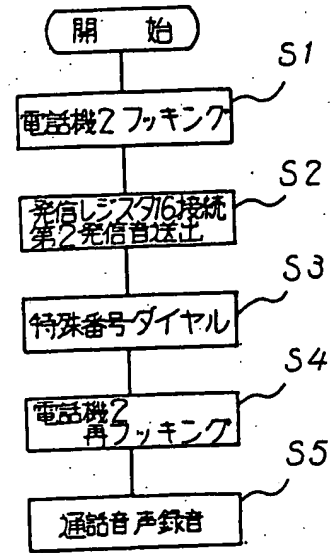 開 始
S1
電話機2フッキング
S2
発信レジスタ16接続
第2発信音送出
S3
特殊番号ダイヤル
S4
電話機2
再フッキング
S5
通話音声録音